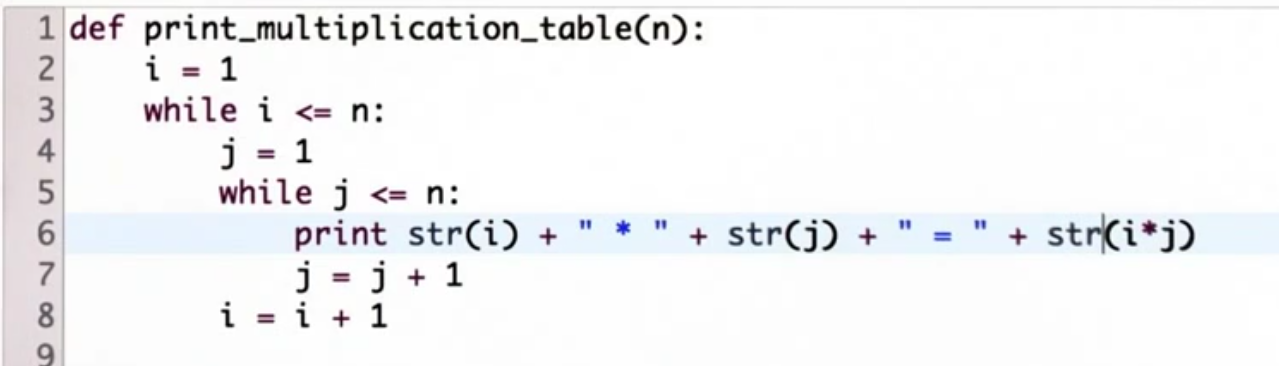 1 def print_multiplication_table(n):
2     i = 1
3     while i <= n:
4         j = 1
5         while j <= n:
6             print str(i) + " * " + str(j) + " = " + str(i*j)
7             j = j + 1
8         i = i + 1
9